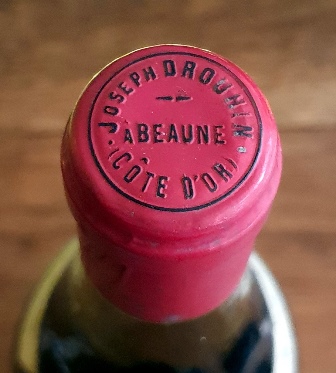 JOSEPH DROUHIN
À BEAUNE
(CÔTE D'OR)